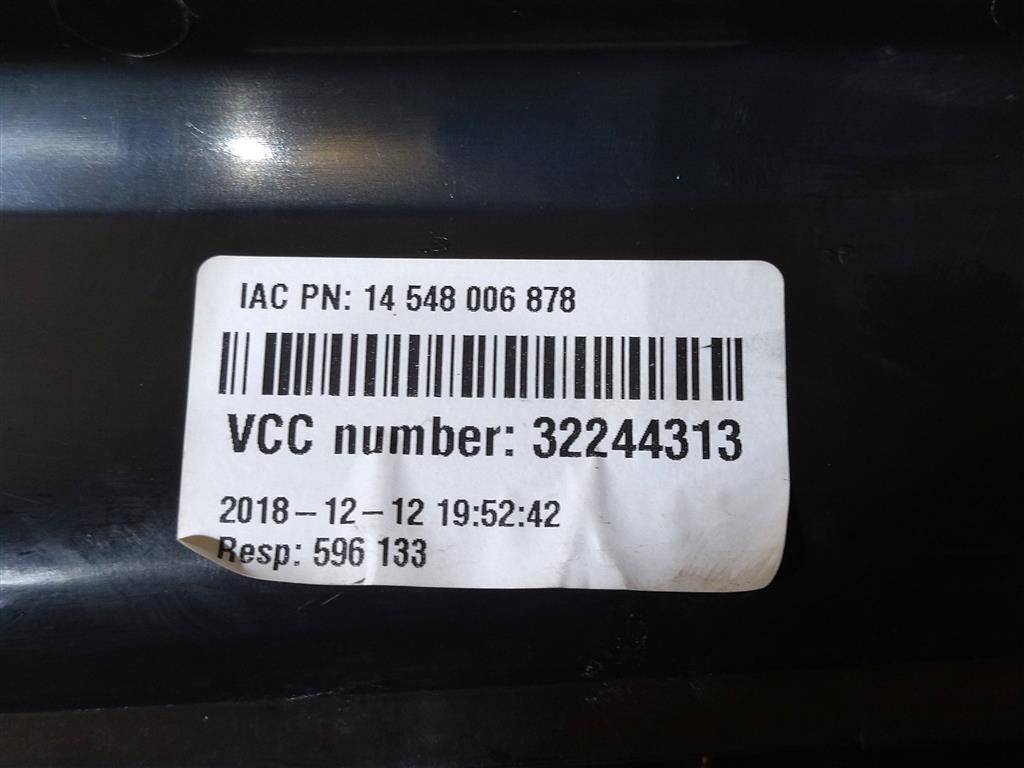 IAC PN: 14 548 006 878
VCC number: 32244313
2018-12-12 19:52:42
Resp: 596 133